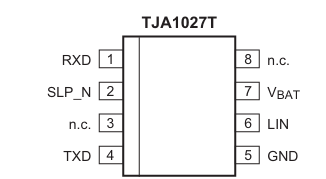 TJA1027T
RXD 1 8 n.c.
SLP_N 2 7 VBAT
n.c. 3 6 LIN
TXD 4 5 GND